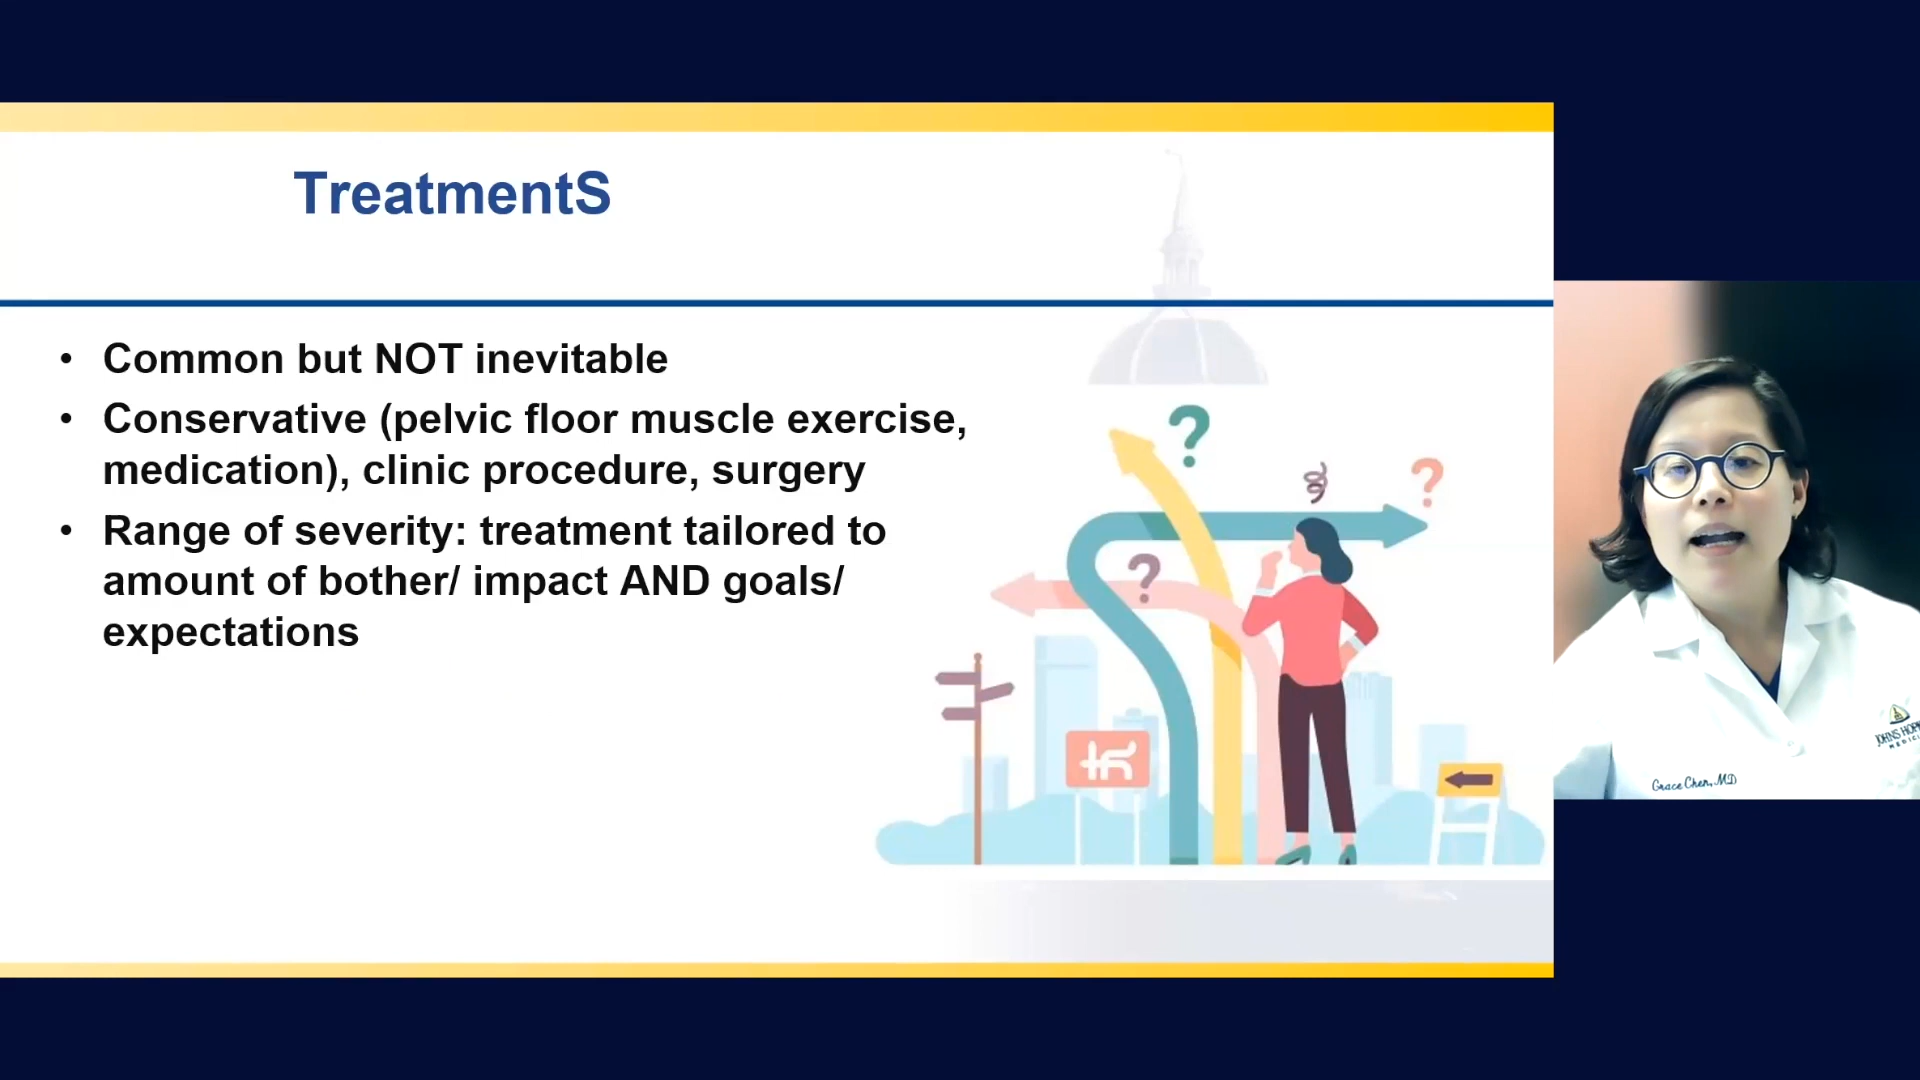 TreatmentS
• Common but NOT inevitable
• Conservative (pelvic floor muscle exercise,
medication), clinic procedure, surgery
• Range of severity: treatment tailored to
amount of bother/ impact AND goals/
expectations
?
?
?
Grace Chen, MD
JOHNS